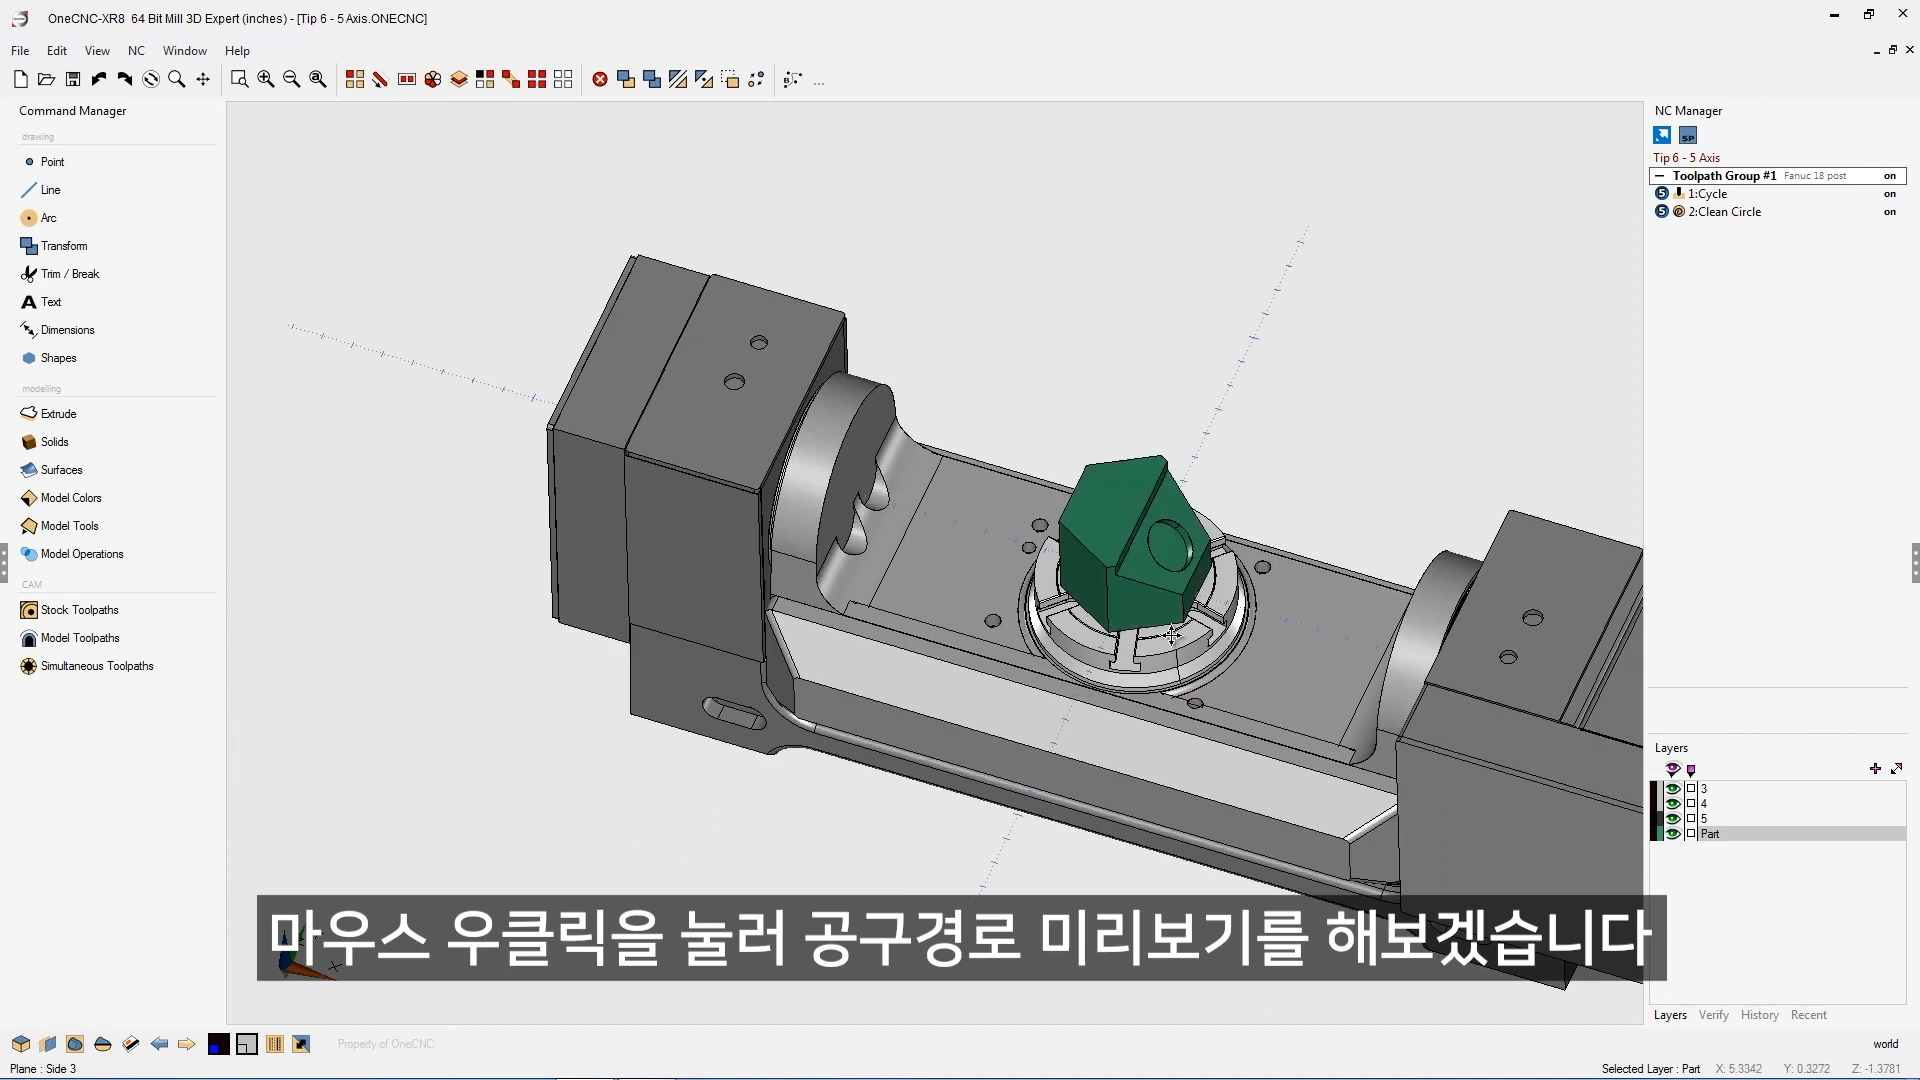 OneCNC-XR8 64 Bit Mill 3D Expert (inches) - [Tip 6 - 5 Axis.ONECNC]
File Edit View NC Window Help
Command Manager
drawing
Point
Line
Arc
Transform
Trim / Break
Text
Dimensions
Shapes
modelling
Extrude
Solids
Surfaces
Model Colors
Model Tools
Model Operations
CAM
Stock Toolpaths
Model Toolpaths
Simultaneous Toolpaths
NC Manager
SP
Tip 6 - 5 Axis
Toolpath Group #1 Fanuc 18 post on
5 1:Cycle on
5 2:Clean Circle on
Layers
3
4
5
Part
마우스 우클릭을 눌러 공구경로 미리보기를 해보겠습니다
Layers Verify History Recent
Property of OneCNC
world
Plane : Side 3
Selected Layer : Part X: 5.3342 Y: 0.3272 Z: -1.3781